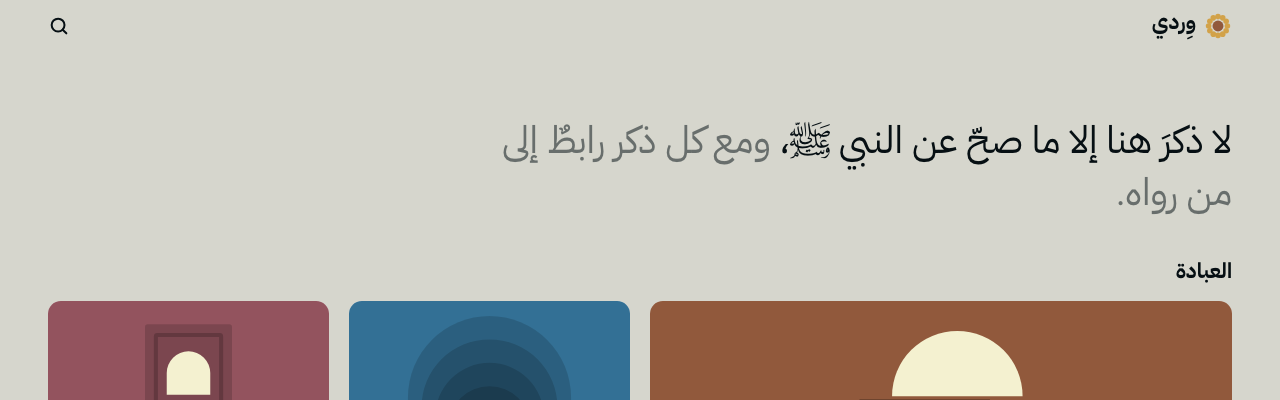 وِردي
لا ذكرَ هنا إلا ما صحّ عن النبي ﷺ، ومع كل ذكر رابطٌ إلى
من رواه.
العبادة